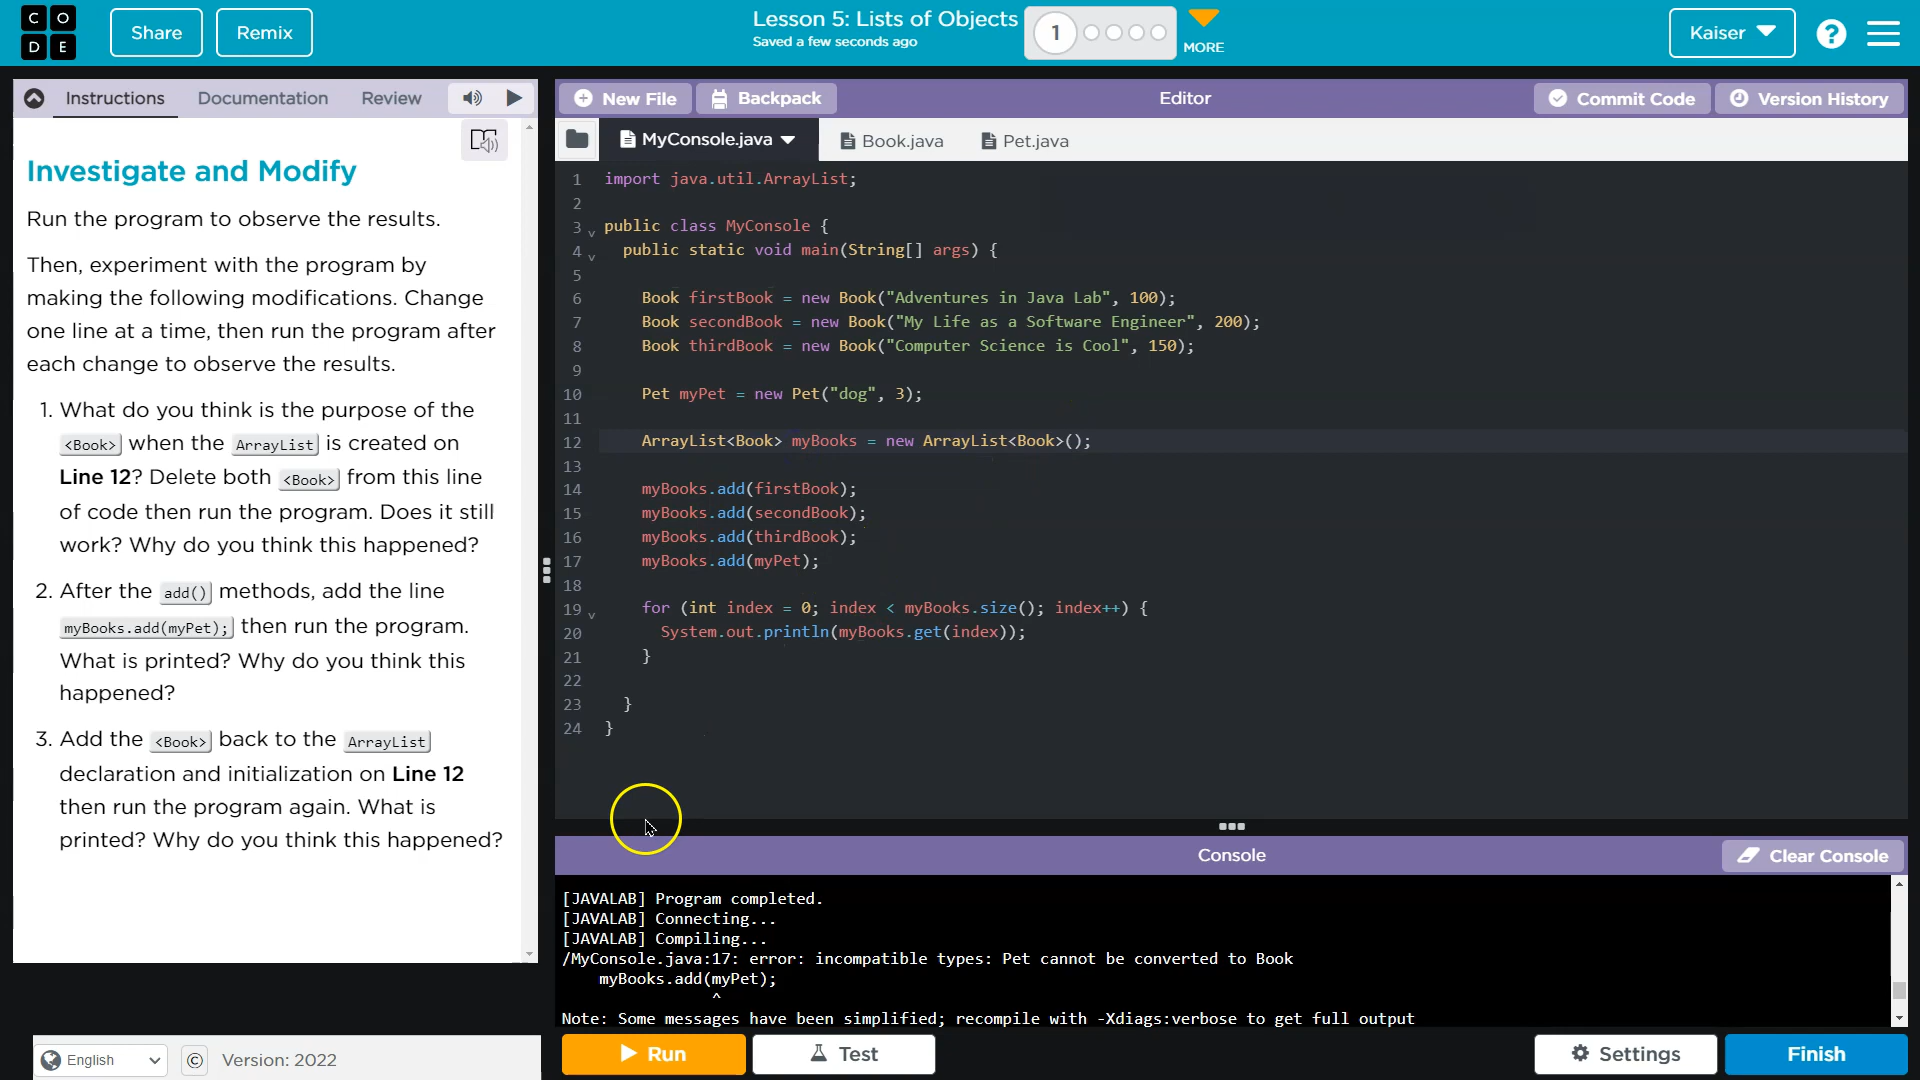 C O D E
Share
Remix
Lesson 5: Lists of Objects
Saved a few seconds ago
1
MORE
Kaiser
?
Instructions
Documentation
Review
New File
Backpack
Editor
Commit Code
Version History
Investigate and Modify
Run the program to observe the results.
Then, experiment with the program by
making the following modifications. Change
one line at a time, then run the program after
each change to observe the results.
1. What do you think is the purpose of the
<Book> when the ArrayList is created on
Line 12? Delete both <Book> from this line
of code then run the program. Does it still
work? Why do you think this happened?
2. After the add() methods, add the line
myBooks.add(myPet); then run the program.
What is printed? Why do you think this
happened?
3. Add the <Book> back to the ArrayList
declaration and initialization on Line 12
then run the program again. What is
printed? Why do you think this happened?
English
©
Version: 2022
MyConsole.java
Book.java
Pet.java
1 import java.util.ArrayList;
2
3 public class MyConsole {
4 public static void main(String[] args) {
5
6 Book firstBook = new Book("Adventures in Java Lab", 100);
7 Book secondBook = new Book("My Life as a Software Engineer", 200);
8 Book thirdBook = new Book("Computer Science is Cool", 150);
9
10 Pet myPet = new Pet("dog", 3);
11
12 ArrayList<Book> myBooks = new ArrayList<Book>();
13
14 myBooks.add(firstBook);
15 myBooks.add(secondBook);
16 myBooks.add(thirdBook);
17 myBooks.add(myPet);
18
19 for (int index = 0; index < myBooks.size(); index++) {
20 System.out.println(myBooks.get(index));
21 }
22
23 }
24 }
Console
Clear Console
[JAVALAB] Program completed.
[JAVALAB] Connecting...
[JAVALAB] Compiling...
/MyConsole.java:17: error: incompatible types: Pet cannot be converted to Book
myBooks.add(myPet);
^
Note: Some messages have been simplified; recompile with -Xdiags:verbose to get full output
Run
Test
Settings
Finish